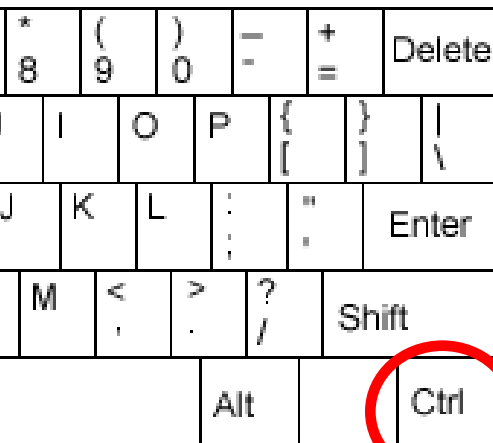 * ( ) — +
8 9 0 - = Delete
I O P { } |
[ ] \
J K L : " Enter
; '
M < > ? Shift
, . /
Alt Ctrl